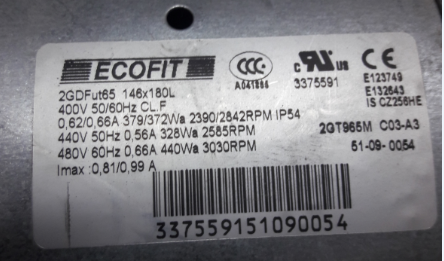 ECOFIT
CCC
A041866
c RU us
3375591
CE
E123749
E132643
IS CZ256HE
2GDFut65 146x180L
400V 50/60Hz CL.F
0,62/0,66A 379/372Wa 2390/2842RPM IP54
440V 50Hz 0,56A 328Wa 2585RPM
480V 60Hz 0,66A 440Wa 3030RPM
Imax : 0,81/0,99 A
2GT965M C03-A3
51-09- 0054
337559151090054